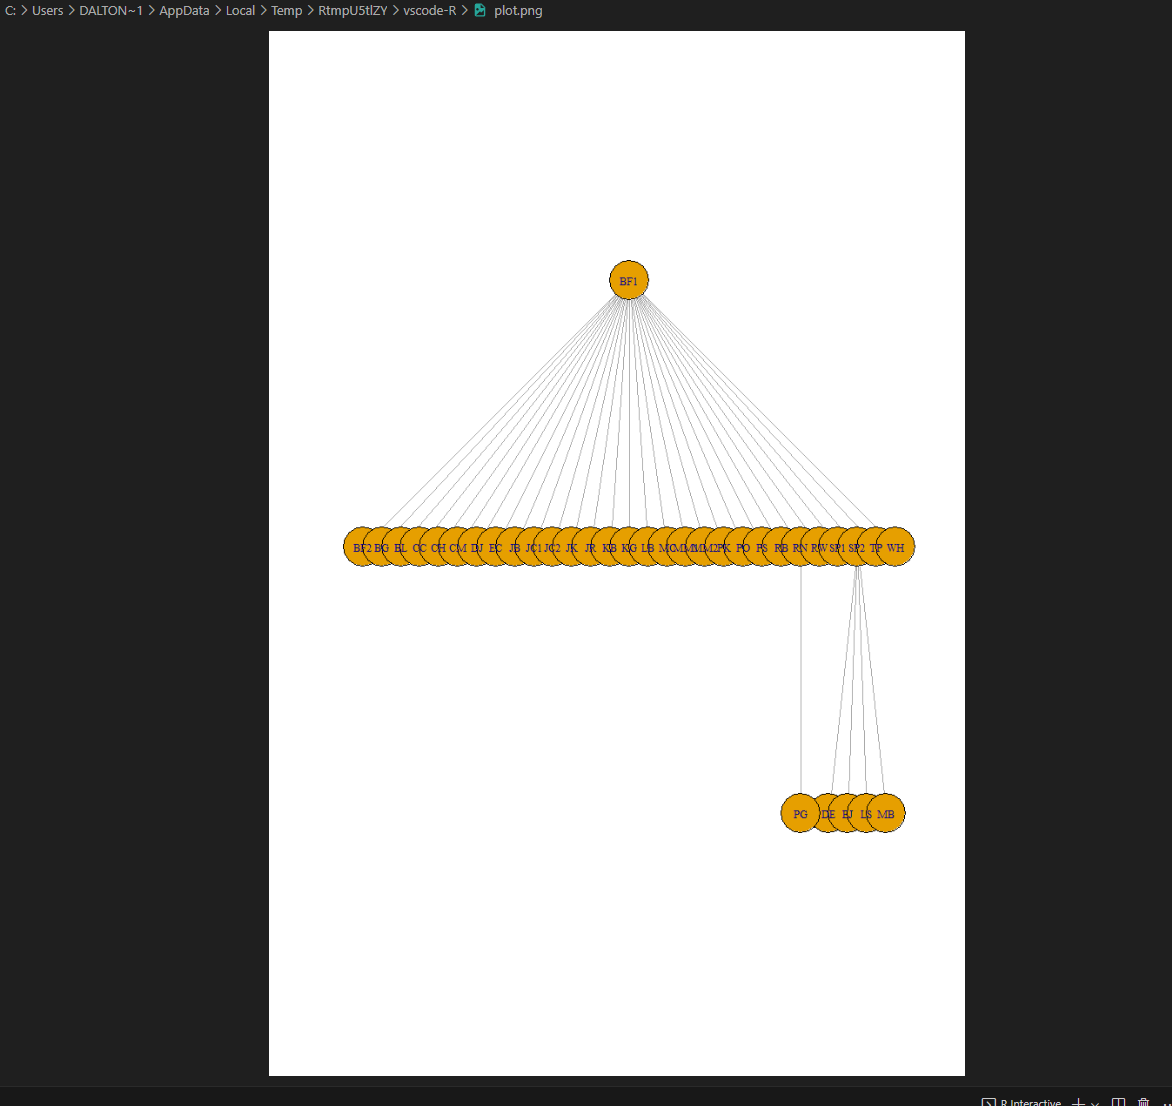 C: > Users > DALTON~1 > AppData > Local > Temp > RtmpU5tlZY > vscode-R > plot.png
BF1
BF2 BG BL CC CH CM DJ EC JB JC1 JC2 JK JR KB KG LB MC PK PO PS RB RN RW SP1 SP2 TP WH
PG DE EJ LS MB
R Interactive